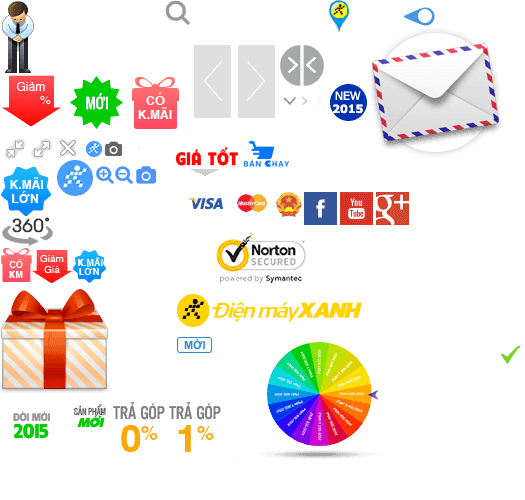 Giảm
%
MỚI
CÓ
K.MÃI
NEW
2015
GIÁ TỐT
BÁN CHẠY
K.MÃI
LỚN
360°
VISA
MasterCard
f
You
Tube
g+
CÓ
KM
Giảm
Giá
K.MÃI
LỚN
Norton
SECURED
powered by Symantec
Điện máy XANH
MỚI
ĐỜI MỚI
2015
SẢN PHẨM
MỚI
TRẢ GÓP
0%
TRẢ GÓP
1%